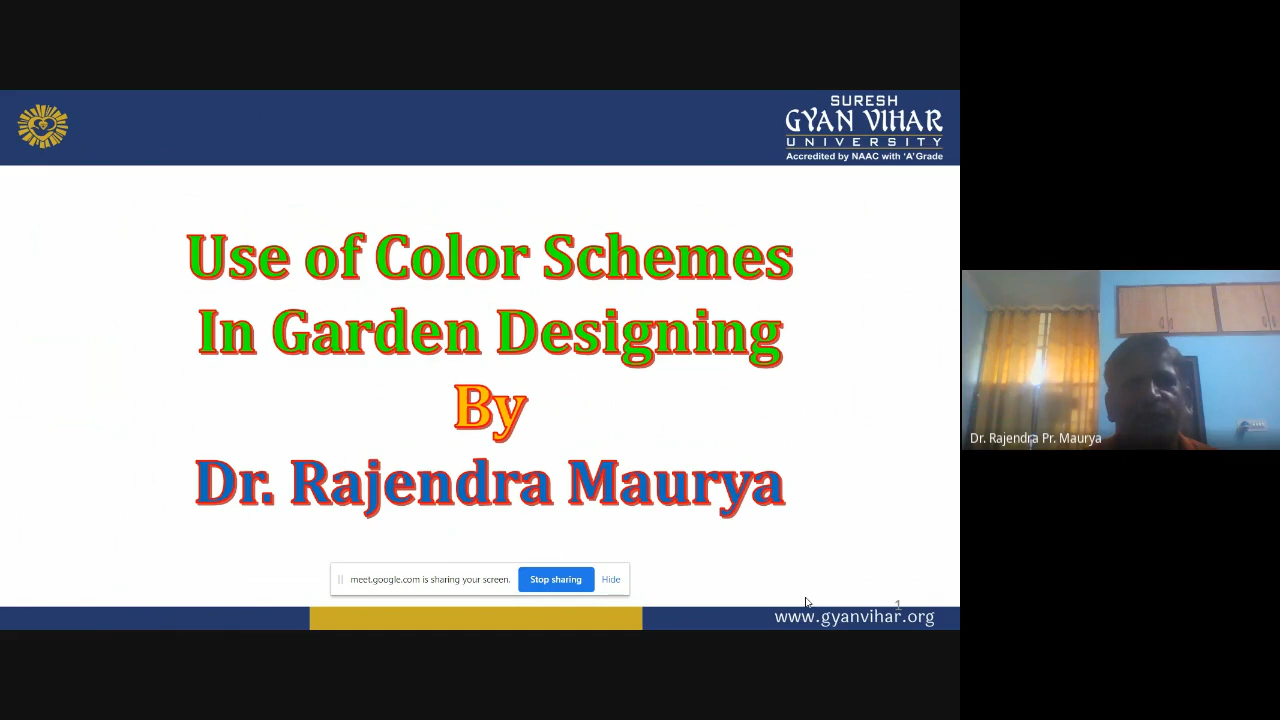 SURESH
GYAN VIHAR
UNIVERSITY
Accredited by NAAC with 'A' Grade
Use of Color Schemes
In Garden Designing
By
Dr. Rajendra Maurya
Dr. Rajendra Pr. Maurya
meet.google.com is sharing your screen. Stop sharing Hide
1
www.gyanvihar.org